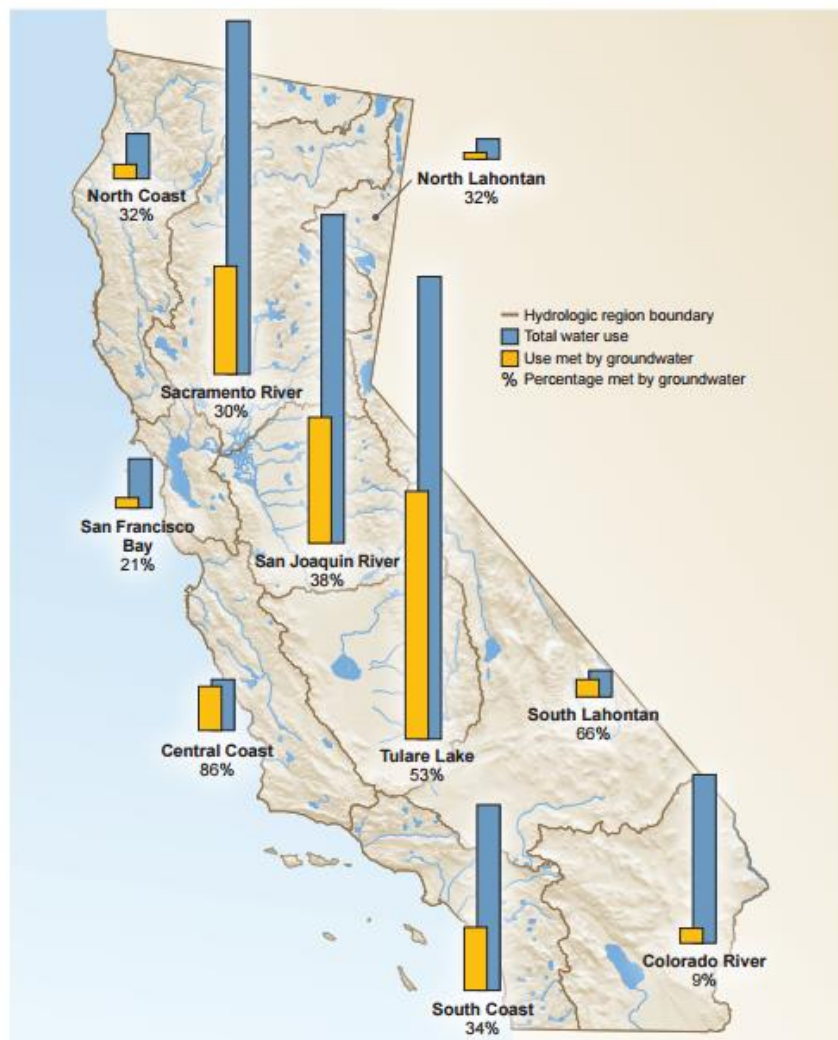 North Coast
32%
North Lahontan
32%
Hydrologic region boundary
Total water use
Use met by groundwater
% Percentage met by groundwater
Sacramento River
30%
San Francisco
Bay
21%
San Joaquin River
38%
Central Coast
86%
Tulare Lake
53%
South Lahontan
66%
South Coast
34%
Colorado River
9%